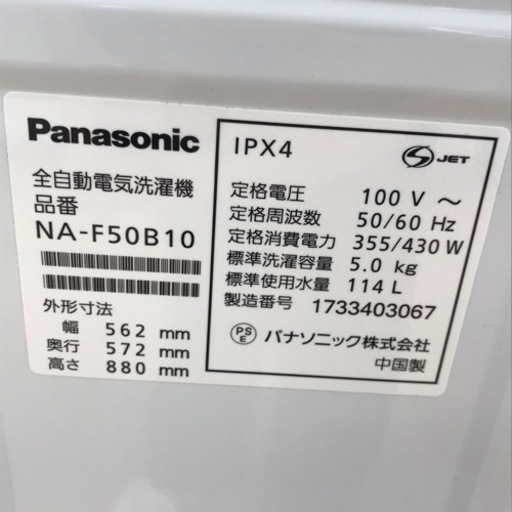 Panasonic
全自動電気洗濯機
品番
NA-F50B10
外形寸法
幅 562 mm
奥行 572 mm
高さ 880 mm
IPX4
S JET
定格電圧 100 V ～
定格周波数 50/60 Hz
定格消費電力 355/430 W
標準洗濯容量 5.0 kg
標準使用水量 114 L
製造番号 1733403067
PS E パナソニック株式会社
中国製